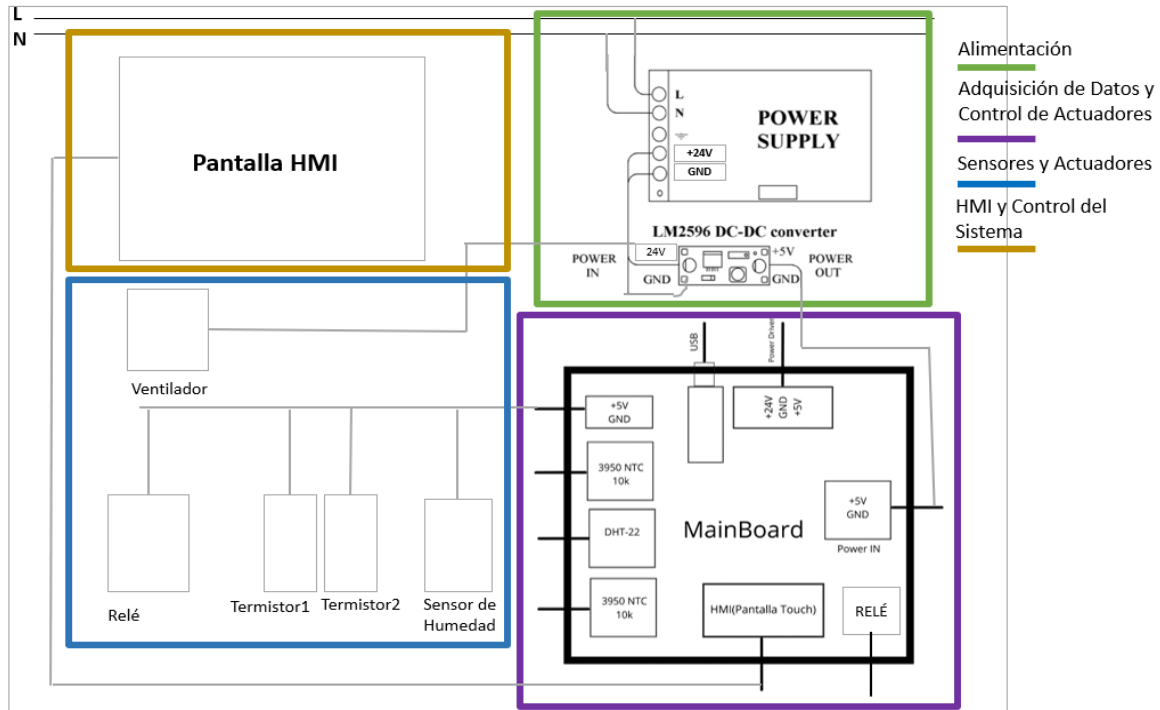 L
N
Pantalla HMI
L
N
POWER
SUPPLY
+24V
GND
LM2596 DC-DC converter
POWER
IN
24V
GND
+5V
GND
POWER
OUT
Alimentación
Adquisición de Datos y
Control de Actuadores
Sensores y Actuadores
HMI y Control del
Sistema
Ventilador
Relé
Termistor1
Termistor2
Sensor de
Humedad
USB
Power Driver
+24V
GND
+5V
+5V
GND
3950 NTC
10k
DHT-22
3950 NTC
10k
MainBoard
+5V
GND
Power IN
HMI(Pantalla Touch)
RELÉ